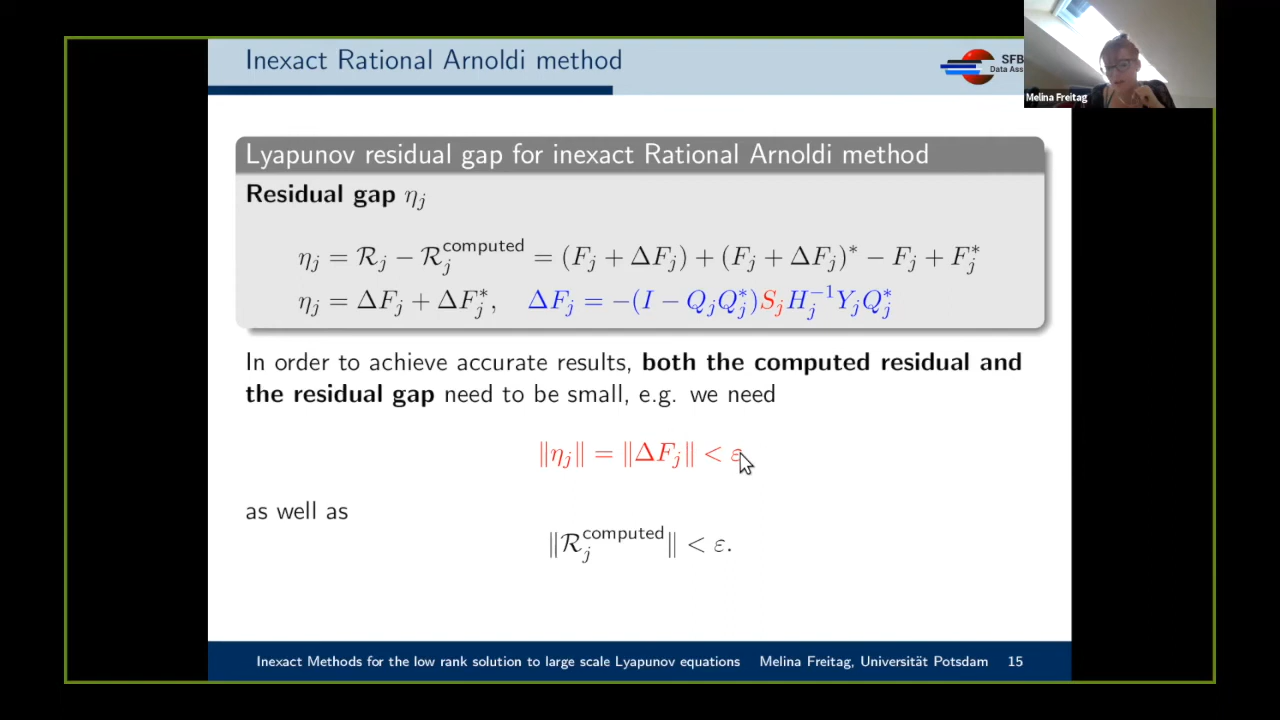 Inexact Rational Arnoldi method
SFB
Data Ass
Melina Freitag
Lyapunov residual gap for inexact Rational Arnoldi method
Residual gap η_j
η_j = ℛ_j − ℛ_j^computed = (F_j + ΔF_j) + (F_j + ΔF_j)^* − F_j + F_j^*
η_j = ΔF_j + ΔF_j^*, ΔF_j = −(I − Q_jQ_j^*)S_jH_j^{−1}Y_jQ_j^*
In order to achieve accurate results, both the computed residual and
the residual gap need to be small, e.g. we need
‖η_j‖ = ‖ΔF_j‖ < ε
as well as
‖ℛ_j^computed‖ < ε.
Inexact Methods for the low rank solution to large scale Lyapunov equations Melina Freitag, Universität Potsdam 15